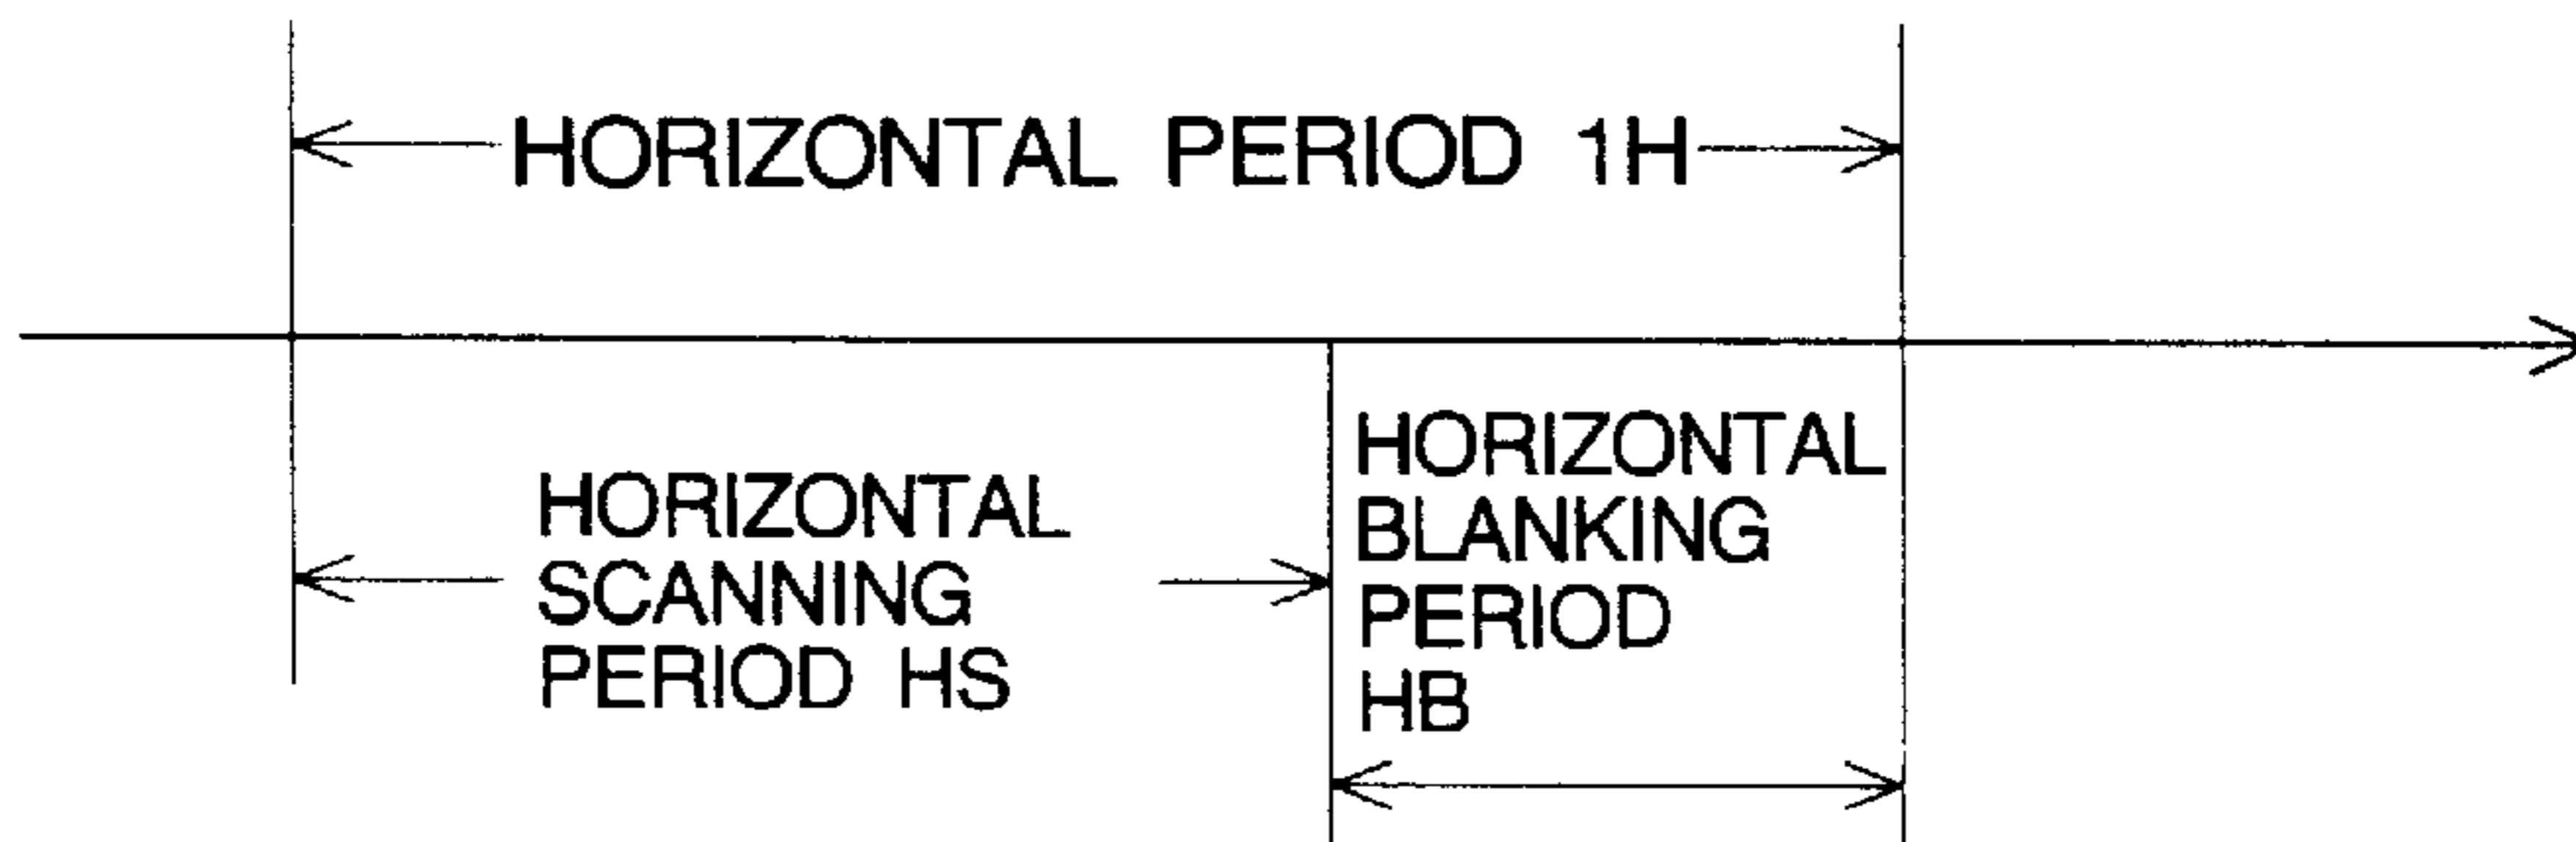 HORIZONTAL PERIOD 1H
HORIZONTAL
SCANNING
PERIOD HS
HORIZONTAL
BLANKING
PERIOD
HB